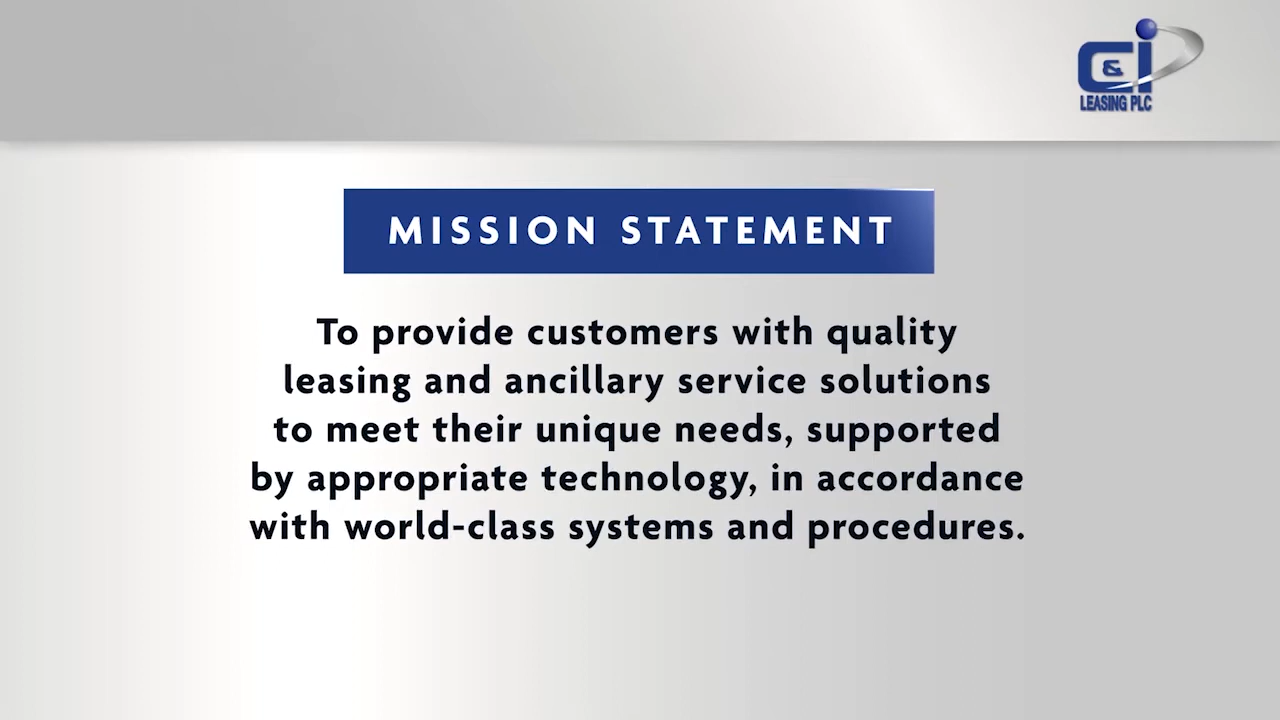 C&i
LEASING PLC
MISSION STATEMENT
To provide customers with quality
leasing and ancillary service solutions
to meet their unique needs, supported
by appropriate technology, in accordance
with world-class systems and procedures.